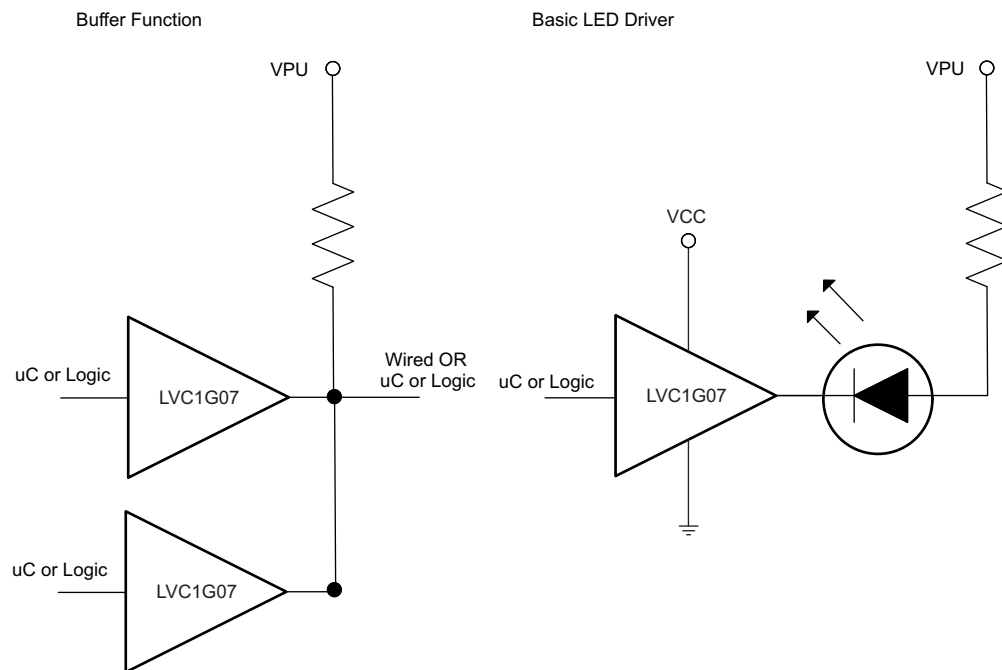 Buffer Function
VPU
uC or Logic
LVC1G07
Wired OR
uC or Logic
uC or Logic
LVC1G07
Basic LED Driver
VPU
VCC
uC or Logic
LVC1G07